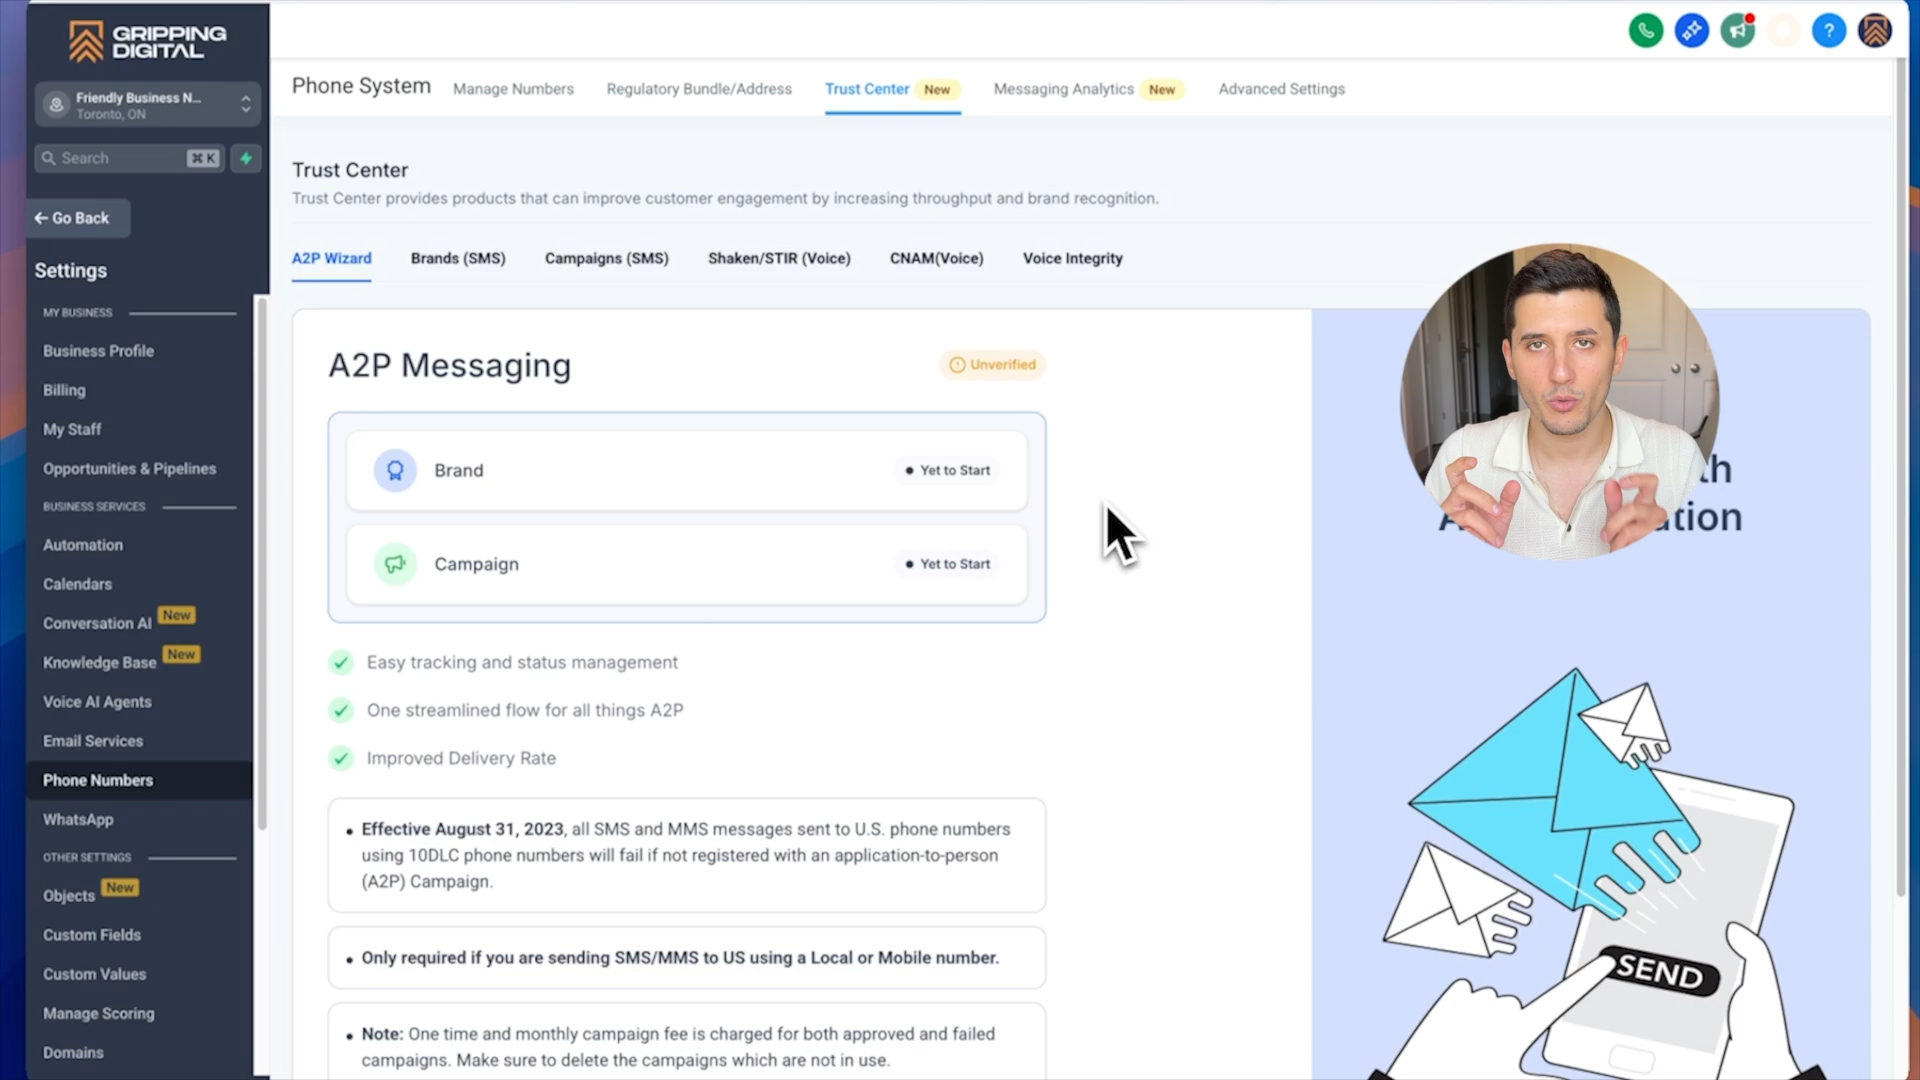 GRIPPING
DIGITAL
Friendly Business N...
Toronto, ON
Search
⌘ K
Go Back
Settings
MY BUSINESS
Business Profile
Billing
My Staff
Opportunities & Pipelines
BUSINESS SERVICES
Automation
Calendars
Conversation AI New
Knowledge Base New
Voice AI Agents
Email Services
Phone Numbers
WhatsApp
OTHER SETTINGS
Objects New
Custom Fields
Custom Values
Manage Scoring
Domains
?
Phone System Manage Numbers Regulatory Bundle/Address Trust Center New Messaging Analytics New Advanced Settings
Trust Center
Trust Center provides products that can improve customer engagement by increasing throughput and brand recognition.
A2P Wizard Brands (SMS) Campaigns (SMS) Shaken/STIR (Voice) CNAM(Voice) Voice Integrity
A2P Messaging
Unverified
Brand
Yet to Start
Campaign
Yet to Start
Easy tracking and status management
One streamlined flow for all things A2P
Improved Delivery Rate
Effective August 31, 2023, all SMS and MMS messages sent to U.S. phone numbers
using 10DLC phone numbers will fail if not registered with an application-to-person
(A2P) Campaign.
Only required if you are sending SMS/MMS to US using a Local or Mobile number.
Note: One time and monthly campaign fee is charged for both approved and failed
campaigns. Make sure to delete the campaigns which are not in use.
SEND